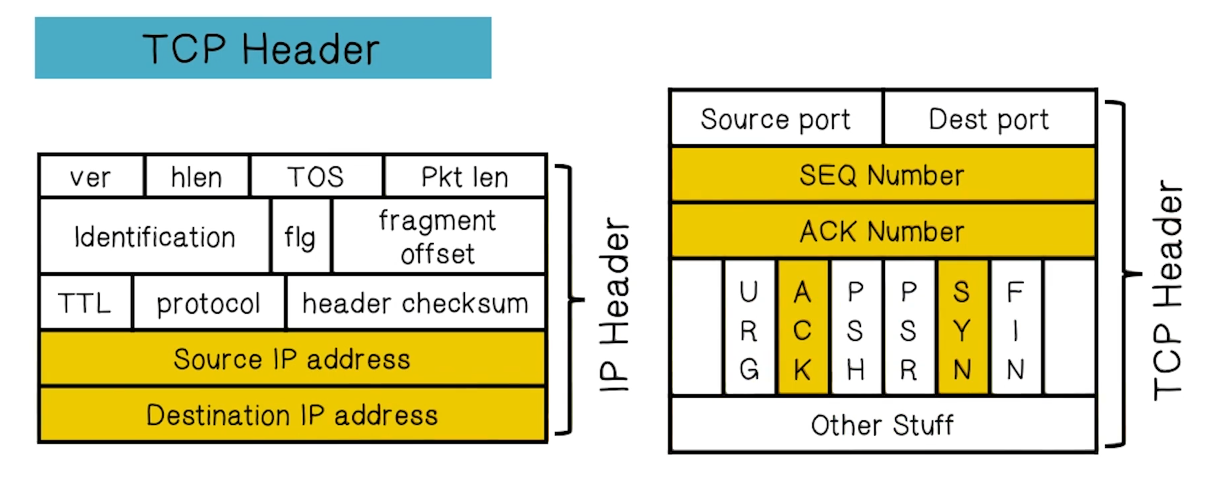 TCP Header
ver hlen TOS Pkt len
Identification flg fragment offset
TTL protocol header checksum
Source IP address
Destination IP address
IP Header
Source port Dest port
SEQ Number
ACK Number
URG ACK PSH PSR SYN FIN
Other Stuff
TCP Header